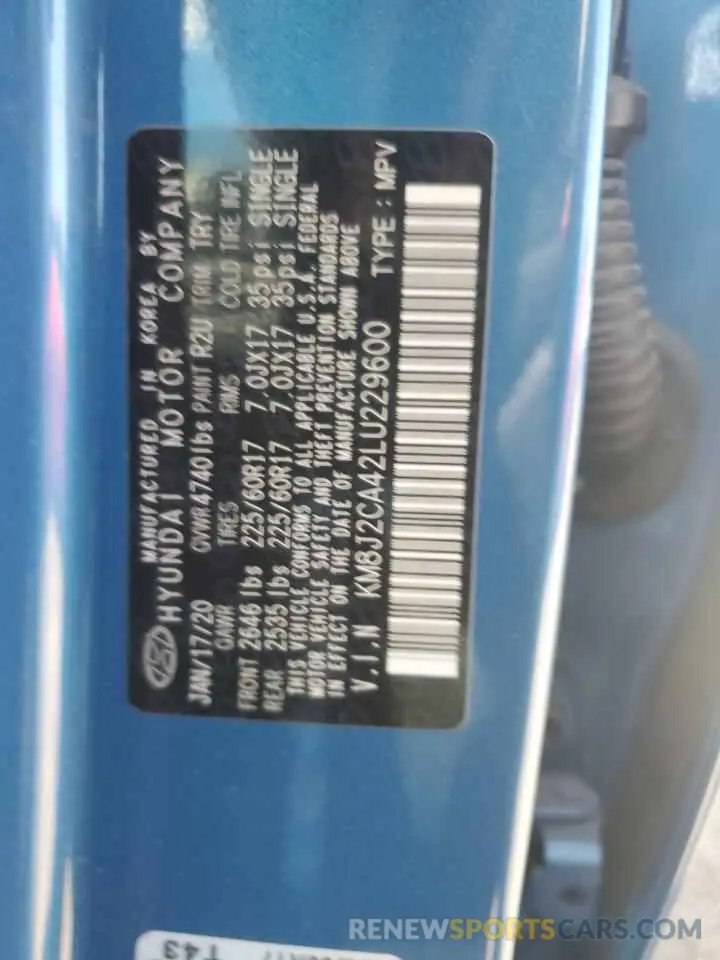 MANUFACTURED IN KOREA BY
HYUNDAI MOTOR COMPANY
JAN/17/20 GVWR 4740lbs PAINT R2U TRIM TRY
GAWR TIRES RIMS COLD TIRE INFL
FRONT 2646 lbs 225/60R17 7.0JX17 35psi SINGLE
REAR 2535 lbs 225/60R17 7.0JX17 35psi SINGLE
THIS VEHICLE CONFORMS TO ALL APPLICABLE U.S.A. FEDERAL
MOTOR VEHICLE SAFETY AND THEFT PREVENTION STANDARDS
IN EFFECT ON THE DATE OF MANUFACTURE SHOWN ABOVE
V.I.N KM8J2CA42LU229600 TYPE : MPV
T43
RENEWSPORTSCARS.COM